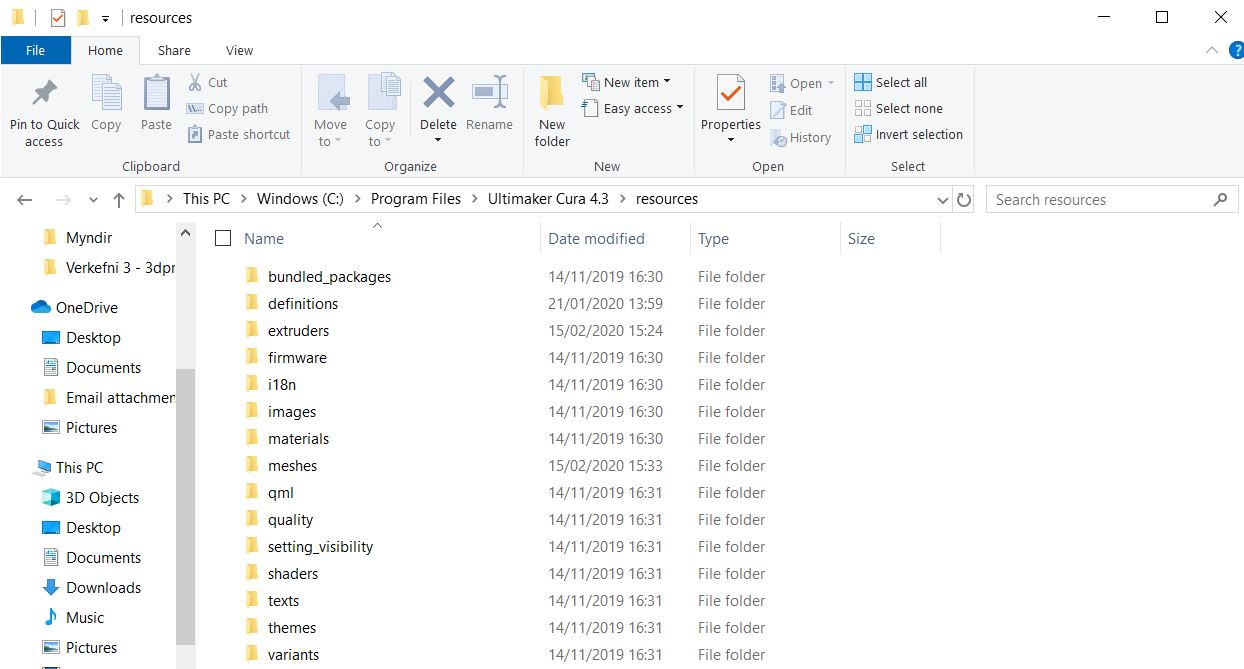 resources
File Home Share View
Pin to Quick access
Copy
Paste
Cut
Copy path
Paste shortcut
Clipboard
Move to
Copy to
Delete
Rename
Organize
New folder
New item
Easy access
New
Properties
Open
Edit
History
Open
Select all
Select none
Invert selection
Select
This PC > Windows (C:) > Program Files > Ultimaker Cura 4.3 > resources
Search resources
Myndir
Verkefni 3 - 3dpr
OneDrive
Desktop
Documents
Email attachmen
Pictures
This PC
3D Objects
Desktop
Documents
Downloads
Music
Pictures
Name Date modified Type Size
bundled_packages 14/11/2019 16:30 File folder
definitions 21/01/2020 13:59 File folder
extruders 15/02/2020 15:24 File folder
firmware 14/11/2019 16:30 File folder
i18n 14/11/2019 16:30 File folder
images 14/11/2019 16:30 File folder
materials 14/11/2019 16:30 File folder
meshes 15/02/2020 15:33 File folder
qml 14/11/2019 16:31 File folder
quality 14/11/2019 16:31 File folder
setting_visibility 14/11/2019 16:31 File folder
shaders 14/11/2019 16:31 File folder
texts 14/11/2019 16:31 File folder
themes 14/11/2019 16:31 File folder
variants 14/11/2019 16:31 File folder